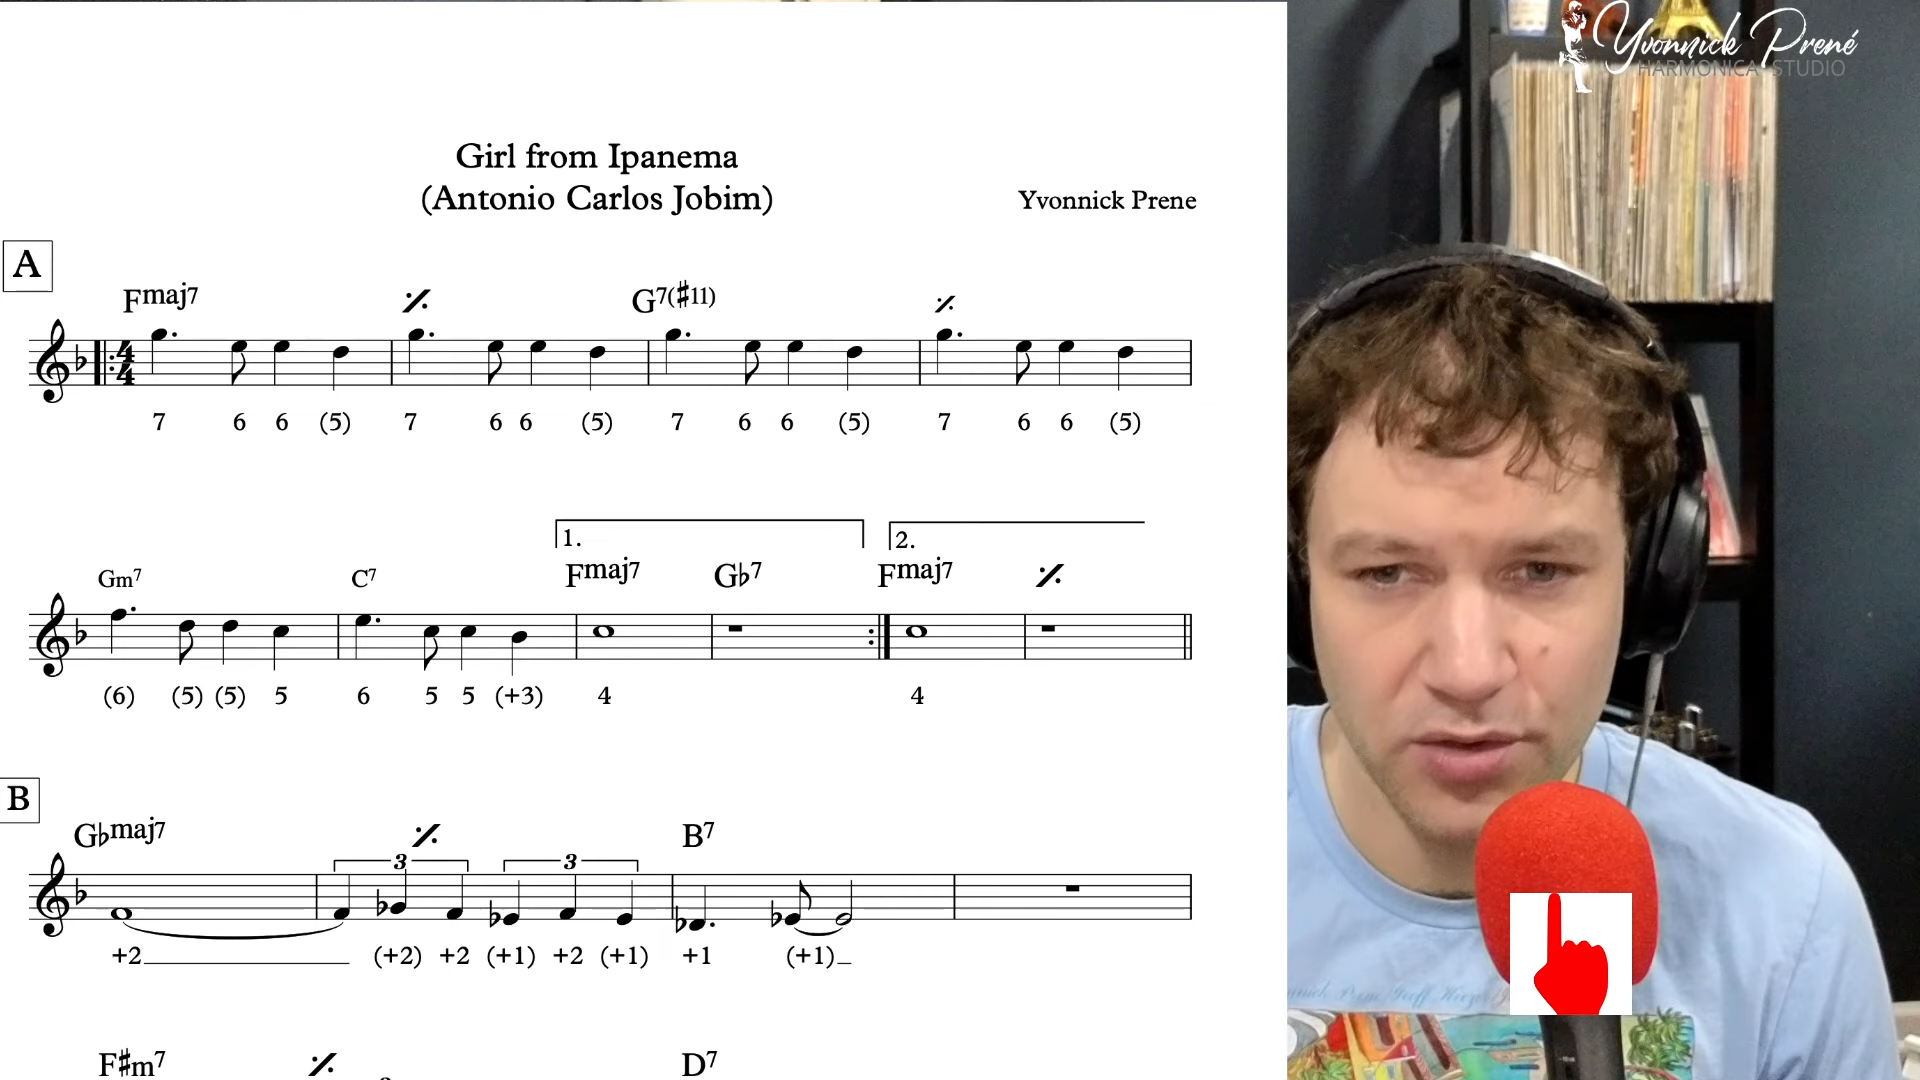 Yvonnick Prené
HARMONICA STUDIO
Girl from Ipanema
(Antonio Carlos Jobim)
Yvonnick Prene
A
Fmaj7 G7(♯11)
4
4
7 6 6 (5) 7 6 6 (5) 7 6 6 (5) 7 6 6 (5)
1. 2.
Gm7 C7 Fmaj7 G♭7 Fmaj7
(6) (5) (5) 5 6 5 5 (+3) 4 4
B
G♭maj7 B7
3 3
+2 (+2) +2 (+1) +2 (+1) +1 (+1)
F♯m7 D7